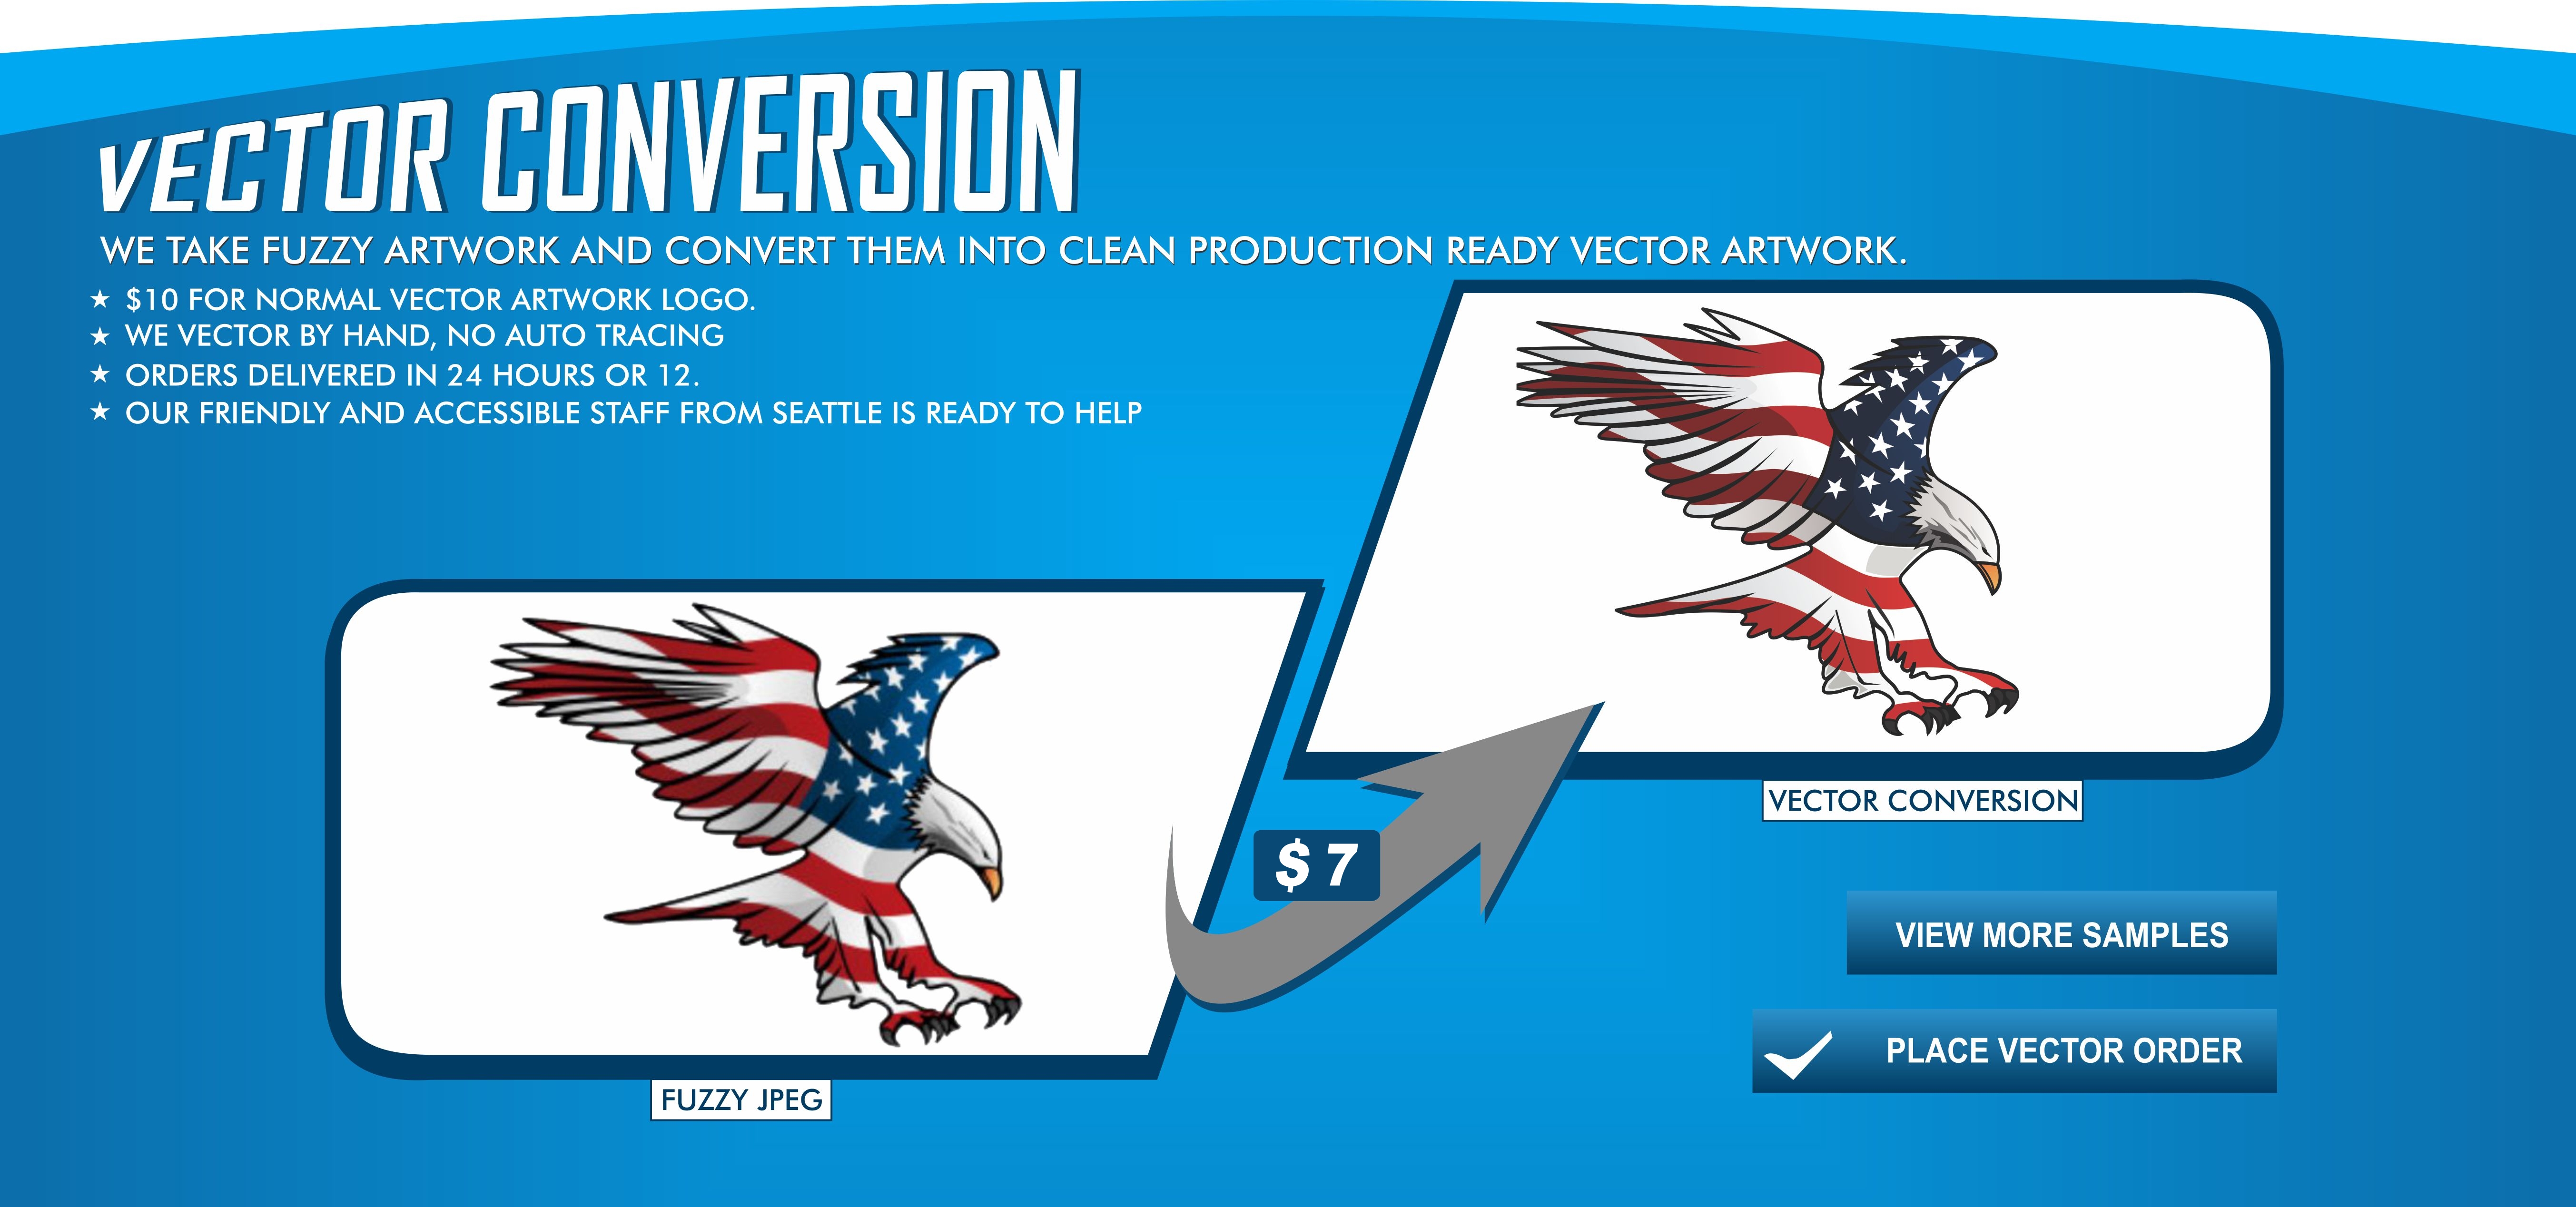 VECTOR CONVERSION
WE TAKE FUZZY ARTWORK AND CONVERT THEM INTO CLEAN PRODUCTION READY VECTOR ARTWORK.
★ $10 FOR NORMAL VECTOR ARTWORK LOGO.
★ WE VECTOR BY HAND, NO AUTO TRACING
★ ORDERS DELIVERED IN 24 HOURS OR 12.
★ OUR FRIENDLY AND ACCESSIBLE STAFF FROM SEATTLE IS READY TO HELP
VECTOR CONVERSION
$ 7
VIEW MORE SAMPLES
PLACE VECTOR ORDER
FUZZY JPEG